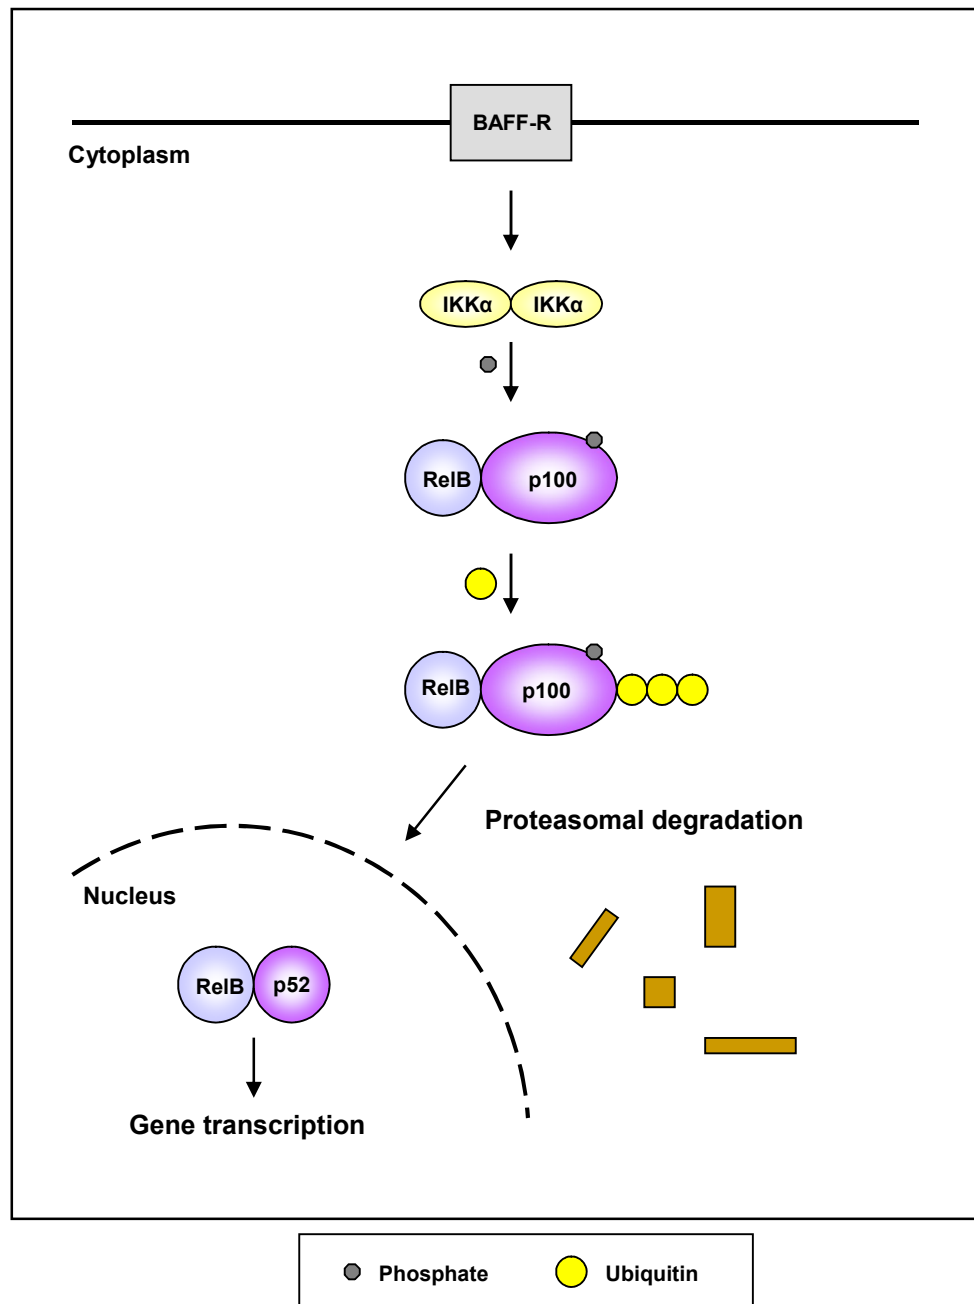 BAFF-R
Cytoplasm
IKKα IKKα
RelB p100
RelB p100
Proteasomal degradation
Nucleus
RelB p52
Gene transcription
Phosphate Ubiquitin